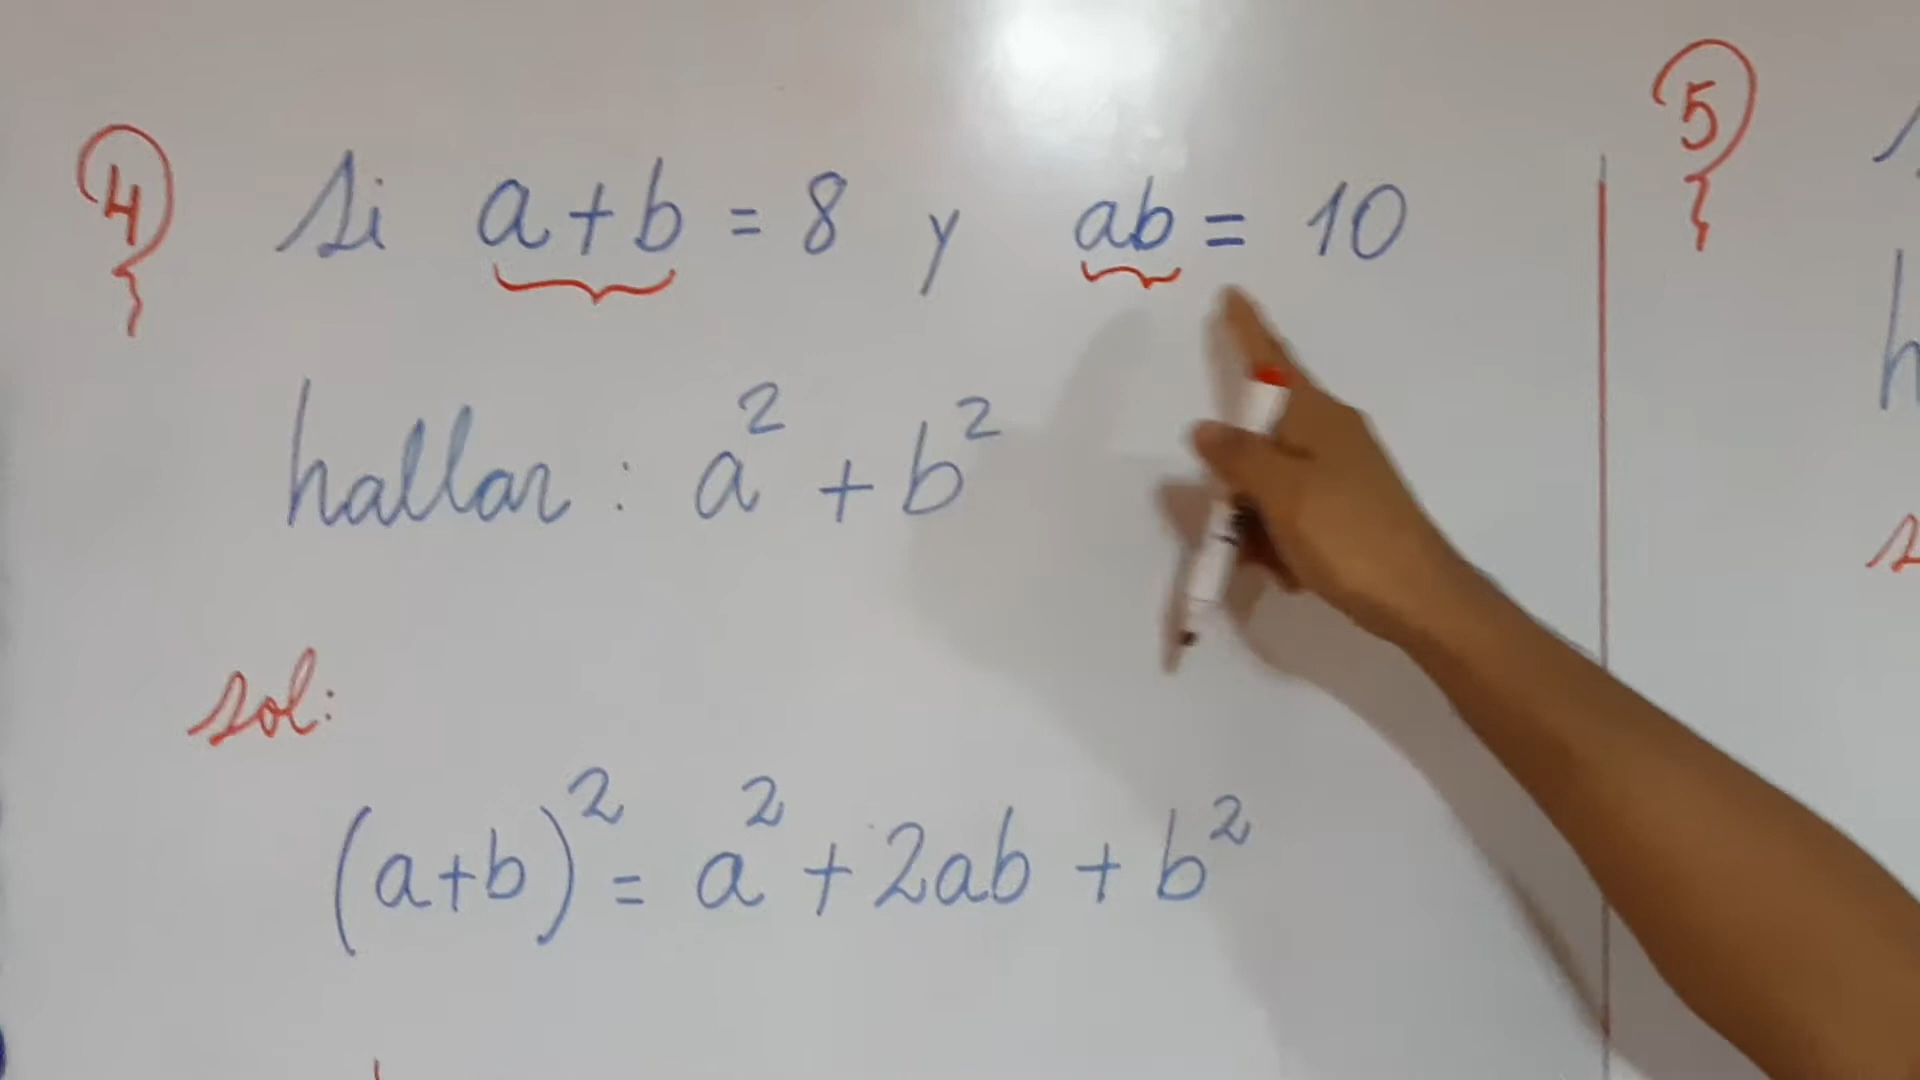 4 Si a + b = 8 y ab = 10
hallar : a² + b²
sol:
(a+b)² = a² + 2ab + b²
5